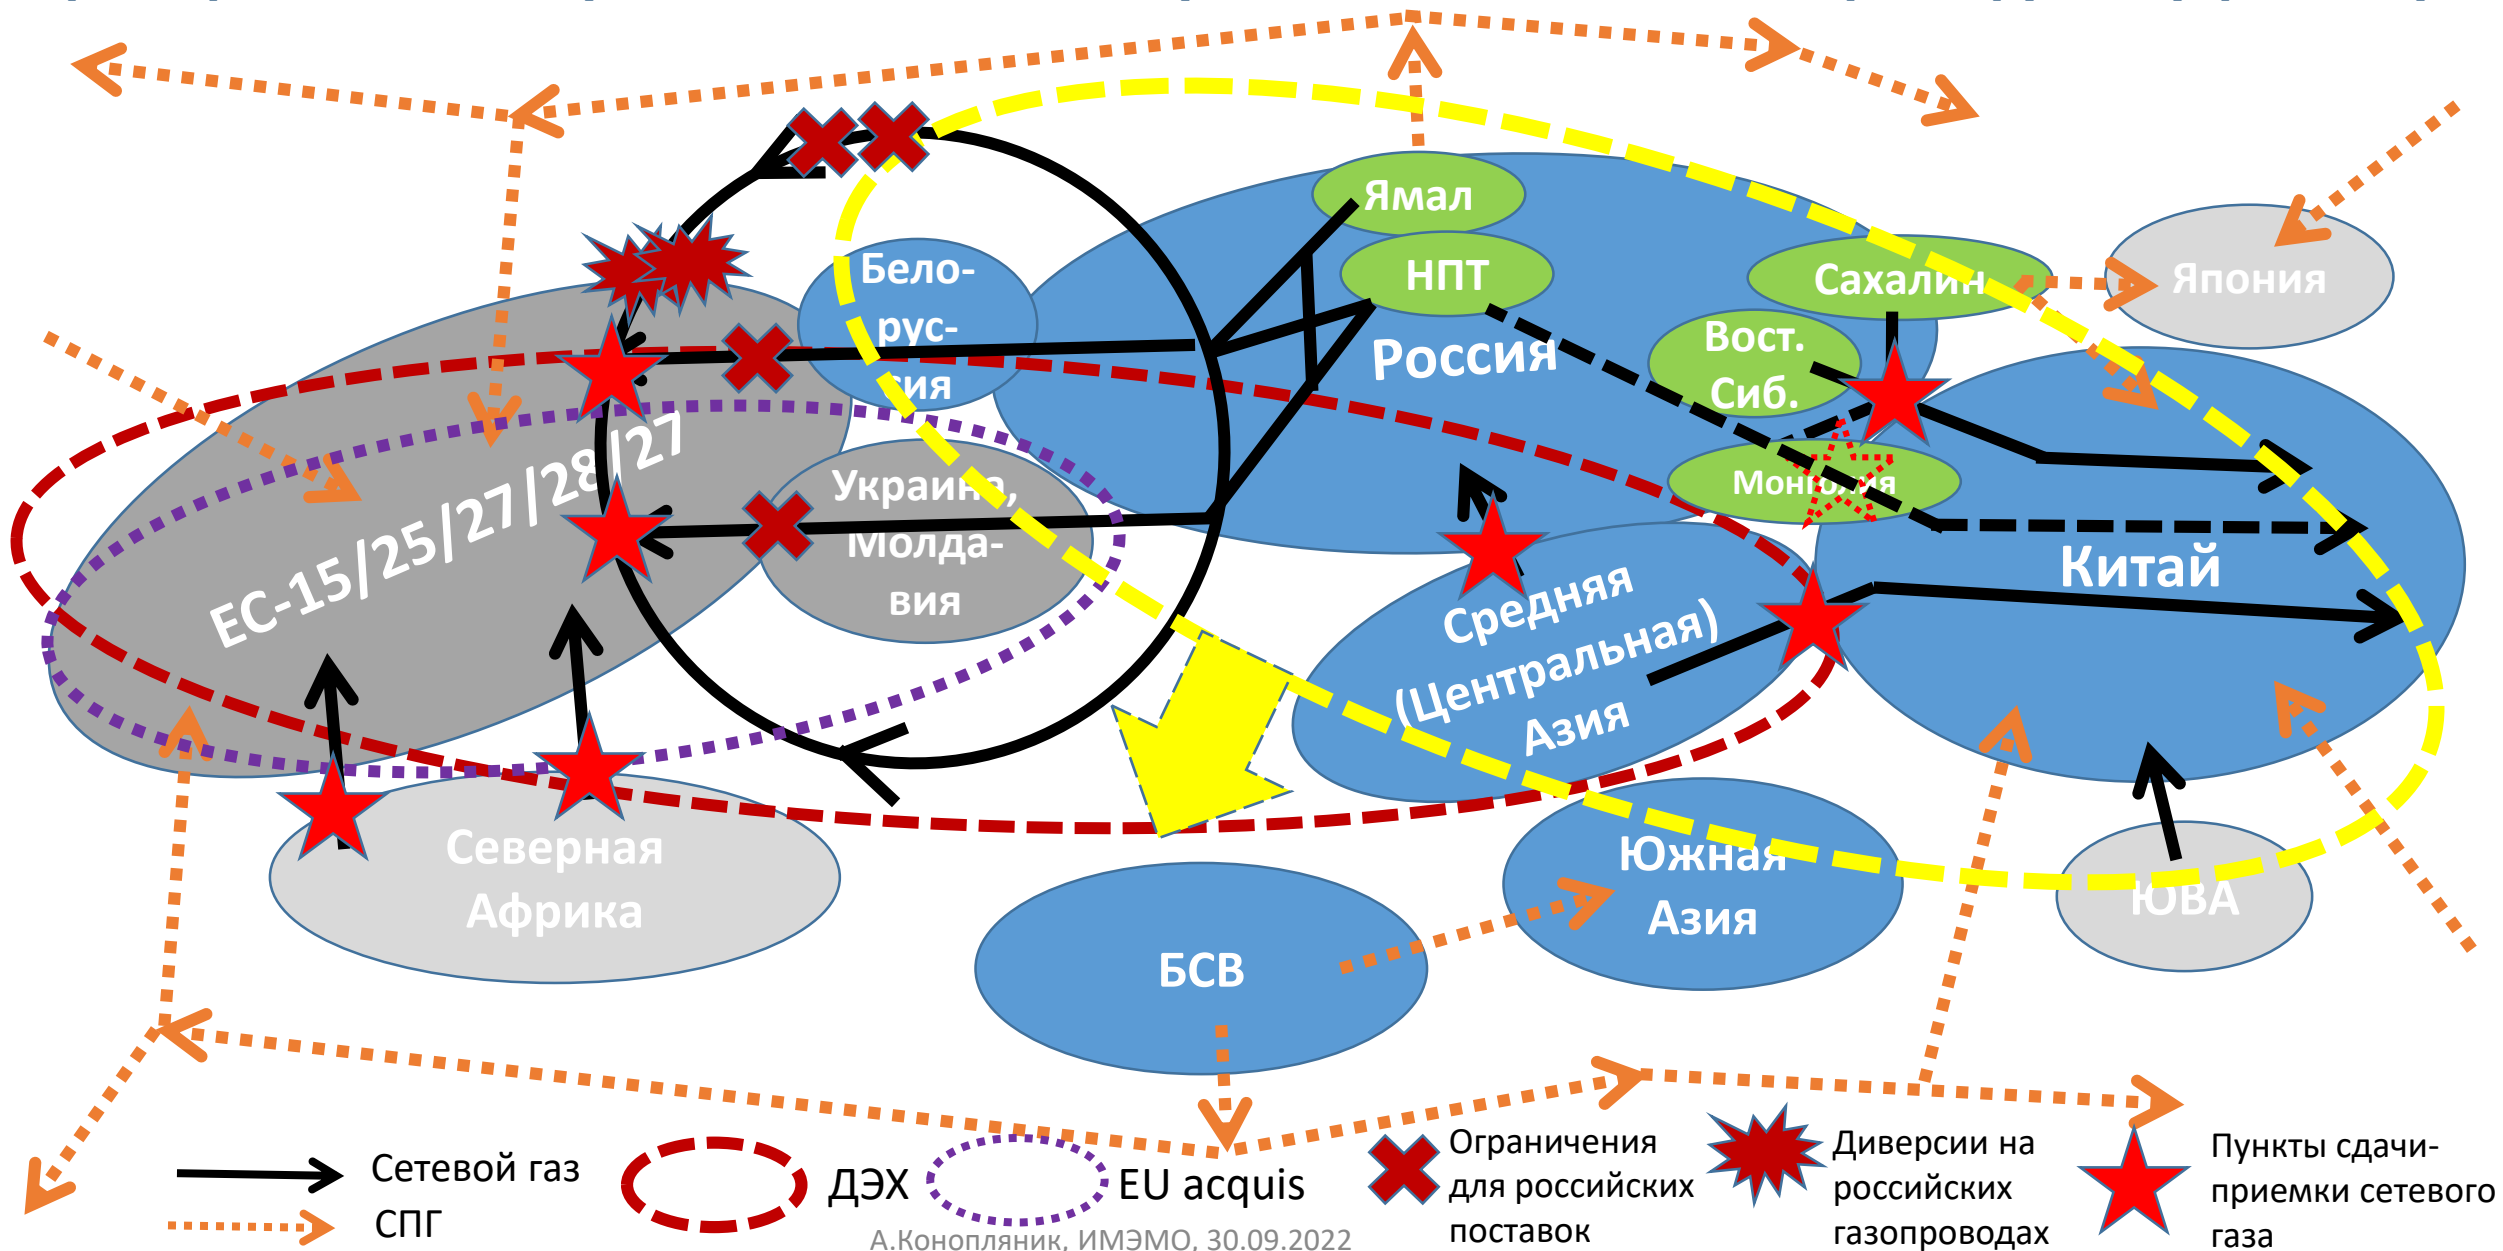 Ямал
НПТ
Бело-
рус-
сия
Россия
Сахалин
Япония
Вост.
Сиб.
Монголия
ЕС-15/25/27/28/27
Украина,
Молда-
вия
Китай
Средняя
(Центральная)
Азия
Северная
Африка
БСВ
Южная
Азия
ЮВА
Сетевой газ
СПГ
ДЭХ
EU acquis
Ограничения
для российских
поставок
Диверсии на
российских
газопроводах
Пункты сдачи-
приемки сетевого
газа
А.Конопляник, ИМЭМО, 30.09.2022